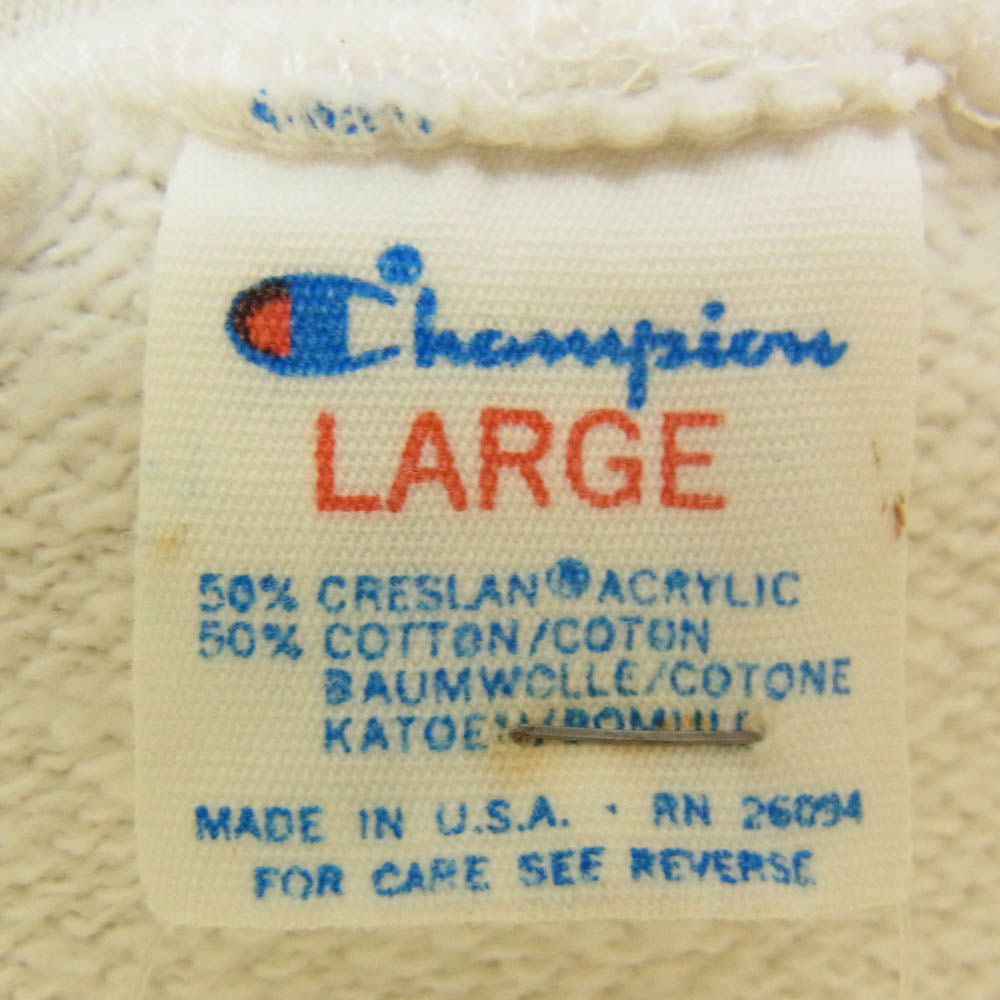 Champion
LARGE
50% CRESLAN® ACRYLIC
50% COTTON/COTON
BAUMWOLLE/COTONE
MADE IN U.S.A. · RN 26094
FOR CARE SEE REVERSE